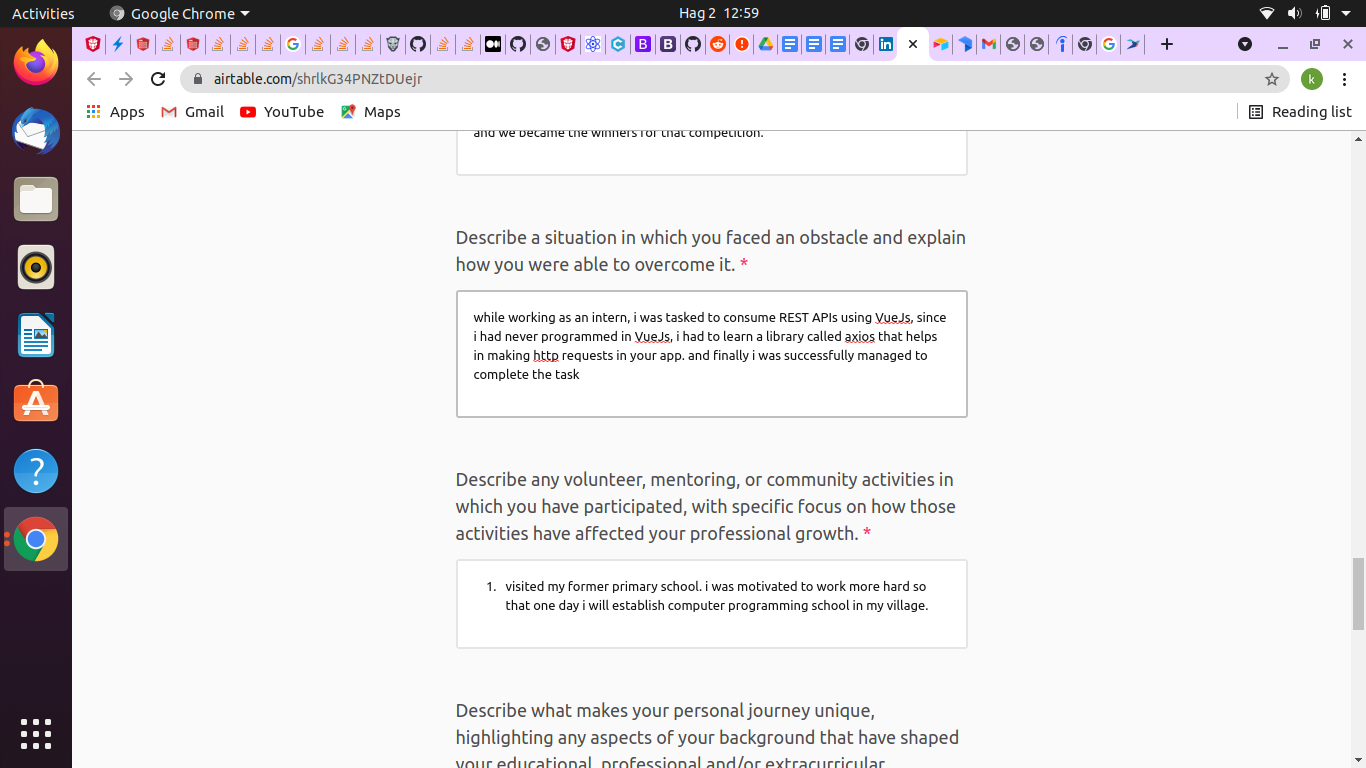 Activities
Google Chrome
Hag 2 12:59
airtable.com/shrlkG34PNZtDUejr
k
Apps
Gmail
YouTube
Maps
Reading list
and we became the winners for that competition.
Describe a situation in which you faced an obstacle and explain
how you were able to overcome it. *
while working as an intern, i was tasked to consume REST APIs using VueJs, since
i had never programmed in VueJs, i had to learn a library called axios that helps
in making http requests in your app. and finally i was successfully managed to
complete the task
Describe any volunteer, mentoring, or community activities in
which you have participated, with specific focus on how those
activities have affected your professional growth. *
1. visited my former primary school. i was motivated to work more hard so
that one day i will establish computer programming school in my village.
Describe what makes your personal journey unique,
highlighting any aspects of your background that have shaped
your educational, professional and/or extracurricular